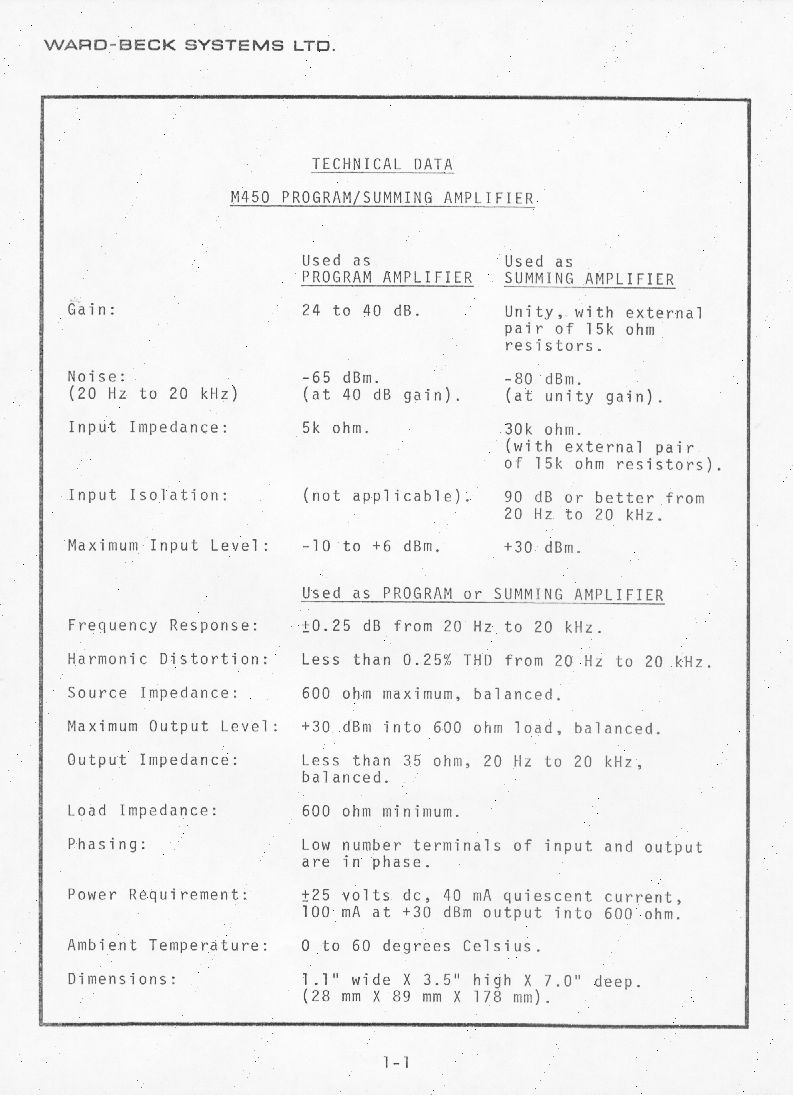 WARD-BECK SYSTEMS LTD.
TECHNICAL DATA
M450 PROGRAM/SUMMING AMPLIFIER
Used as Used as
PROGRAM AMPLIFIER SUMMING AMPLIFIER
Gain: 24 to 40 dB. Unity, with external
pair of 15k ohm
resistors.
Noise: -65 dBm. -80 dBm.
(20 Hz to 20 kHz) (at 40 dB gain). (at unity gain).
Input Impedance: 5k ohm. 30k ohm.
(with external pair
of 15k ohm resistors).
Input Isolation: (not applicable). 90 dB or better from
20 Hz to 20 kHz.
Maximum Input Level: -10 to +6 dBm. +30 dBm.
Used as PROGRAM or SUMMING AMPLIFIER
Frequency Response: ±0.25 dB from 20 Hz to 20 kHz.
Harmonic Distortion: Less than 0.25% THD from 20 Hz to 20 kHz.
Source Impedance: 600 ohm maximum, balanced.
Maximum Output Level: +30 dBm into 600 ohm load, balanced.
Output Impedance: Less than 35 ohm, 20 Hz to 20 kHz,
balanced.
Load Impedance: 600 ohm minimum.
Phasing: Low number terminals of input and output
are in phase.
Power Requirement: ±25 volts dc, 40 mA quiescent current,
100 mA at +30 dBm output into 600 ohm.
Ambient Temperature: 0 to 60 degrees Celsius.
Dimensions: 1.1" wide X 3.5" high X 7.0" deep.
(28 mm X 89 mm X 178 mm).
1-1